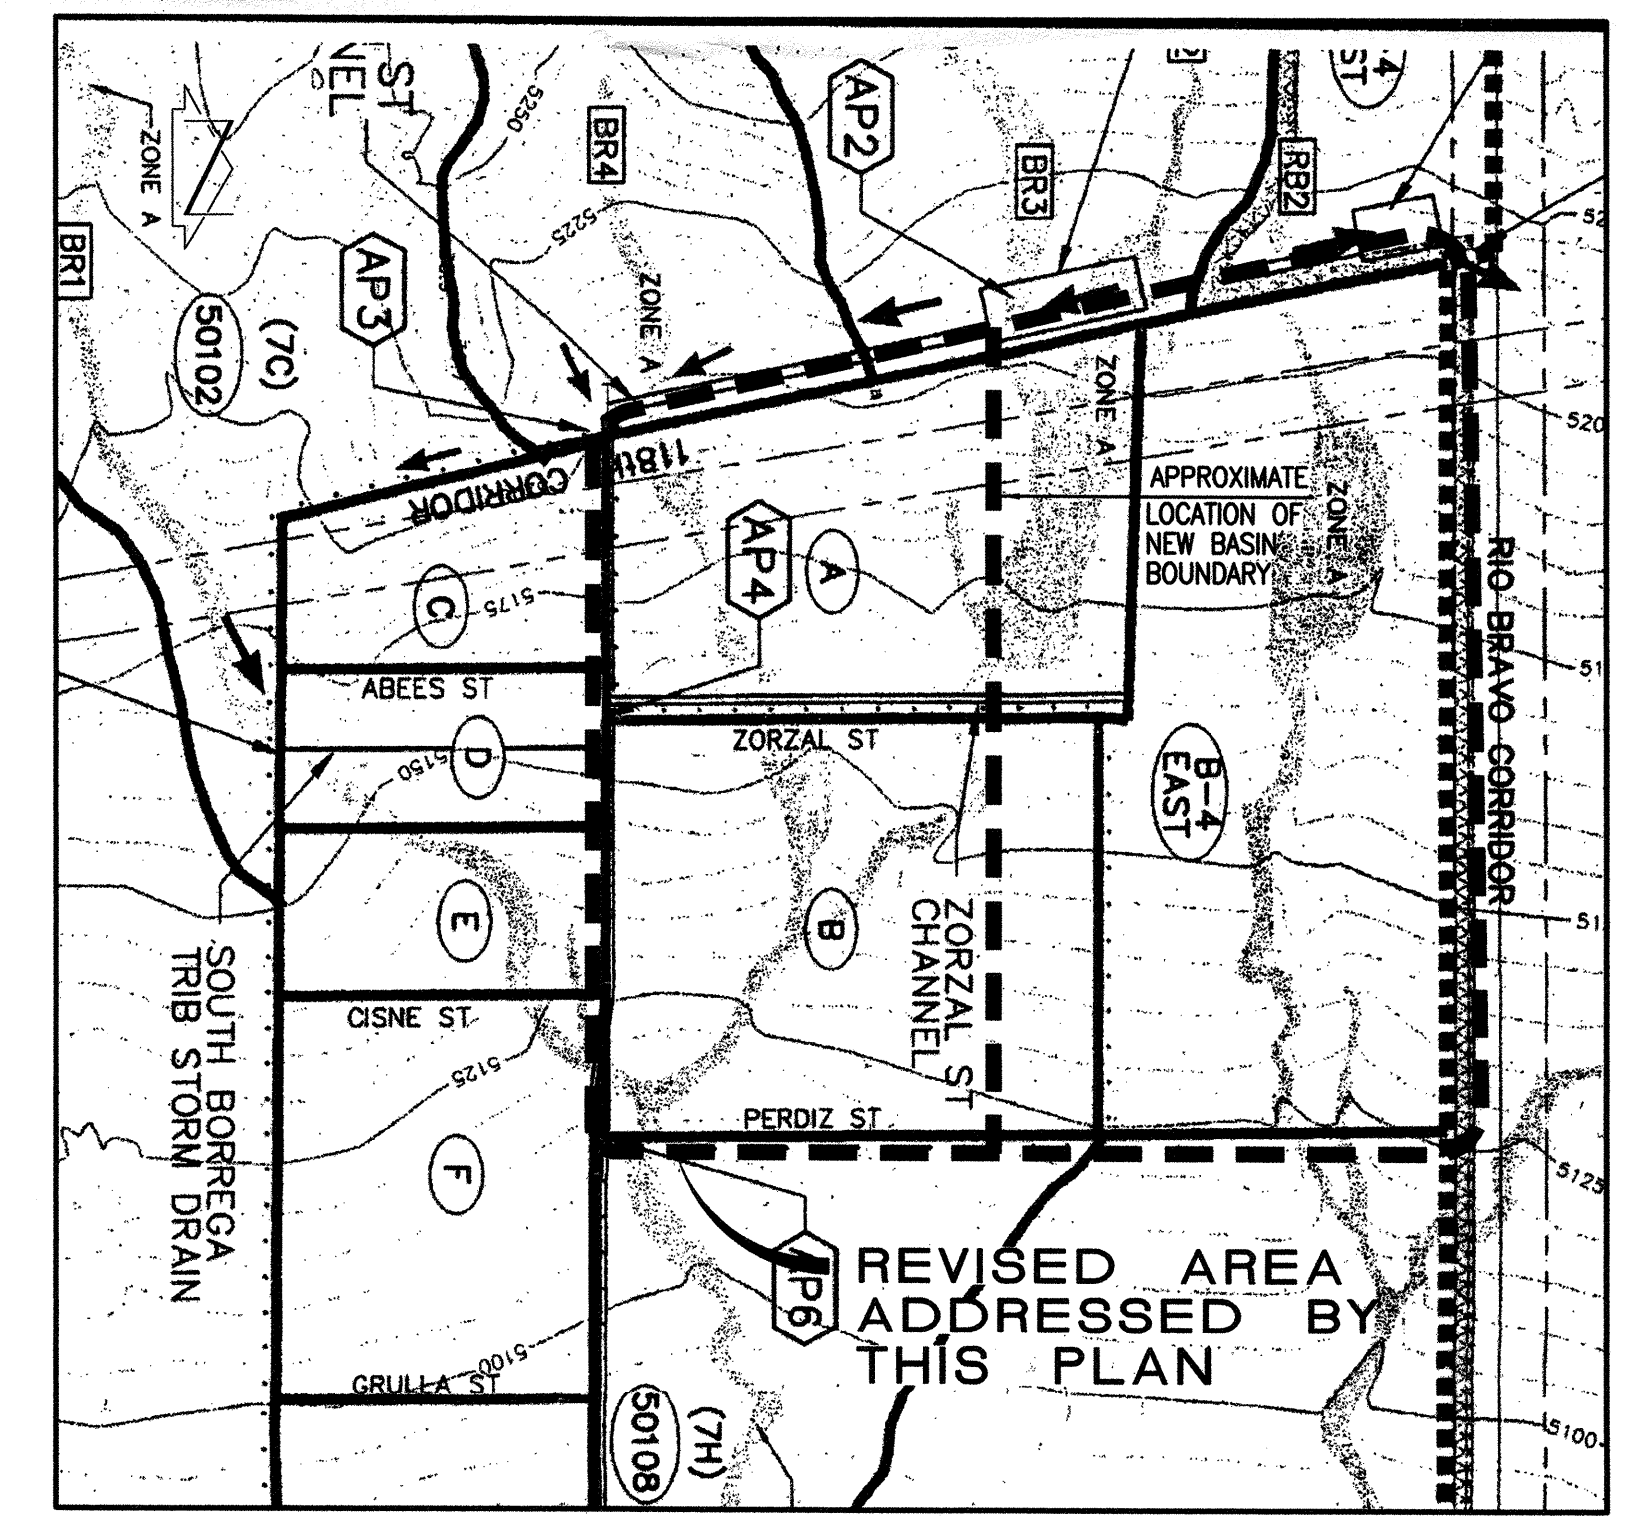 ST
NEL
5250
BR4
AP2
BR3
RB2
-4
ST
ZONE A
BR1
AP3
5225
ZONE A
50102
(7C)
118th
CORRIDOR
ZONE A
APPROXIMATE
LOCATION OF
NEW BASIN
BOUNDARY
ZONE A
5175
C
AP4
A
RIO BRAVO CORRIDOR
ABEES ST
ZORZAL ST
5150
D
B-4
EAST
E
B
ZORZAL ST
CHANNEL
CISNE ST
SOUTH BORREGA
TRIB STORM DRAIN
5125
PERDIZ ST
F
5125
AP6
REVISED AREA
ADDRESSED BY
THIS PLAN
5100
GRULLA ST
50108
(7H)
5100